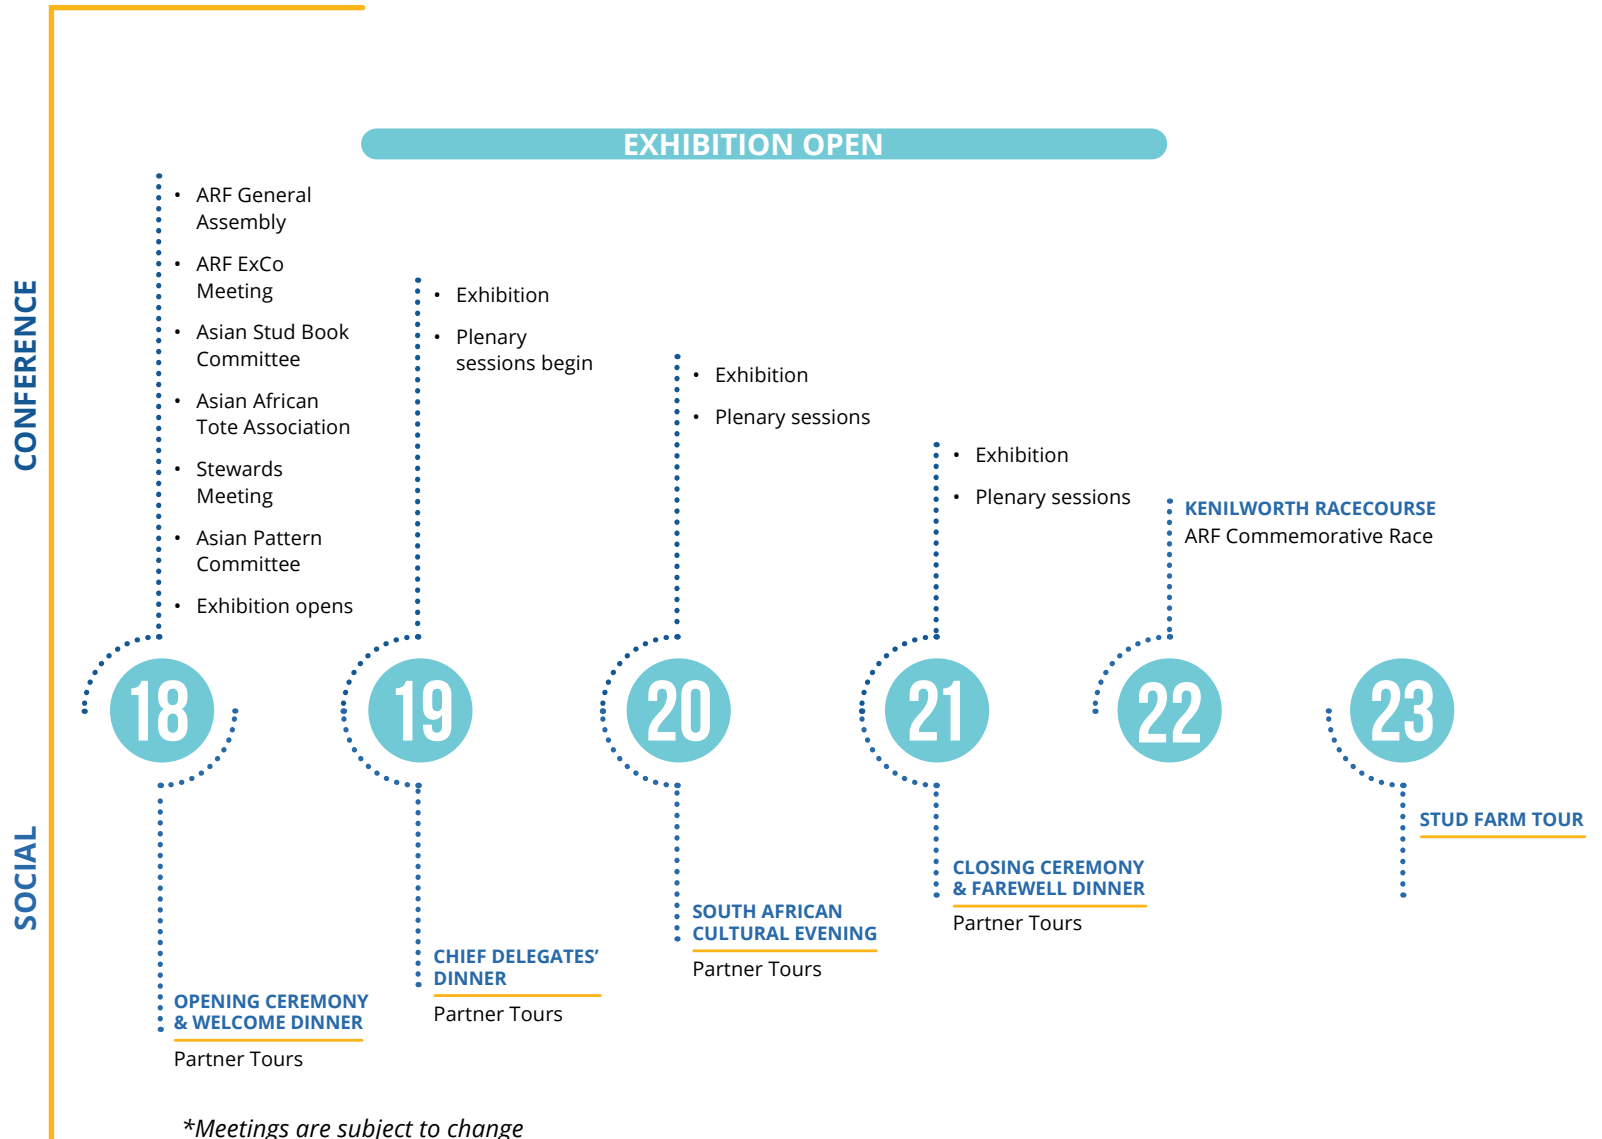 EXHIBITION OPEN
CONFERENCE
• ARF General
Assembly
• ARF ExCo
Meeting
• Asian Stud Book
Committee
• Asian African
Tote Association
• Stewards
Meeting
• Asian Pattern
Committee
• Exhibition opens
• Exhibition
• Plenary
sessions begin
• Exhibition
• Plenary sessions
• Exhibition
• Plenary sessions
KENILWORTH RACECOURSE
ARF Commemorative Race
18
19
20
21
22
23
SOCIAL
OPENING CEREMONY
& WELCOME DINNER
Partner Tours
CHIEF DELEGATES’
DINNER
Partner Tours
SOUTH AFRICAN
CULTURAL EVENING
Partner Tours
CLOSING CEREMONY
& FAREWELL DINNER
Partner Tours
STUD FARM TOUR
*Meetings are subject to change